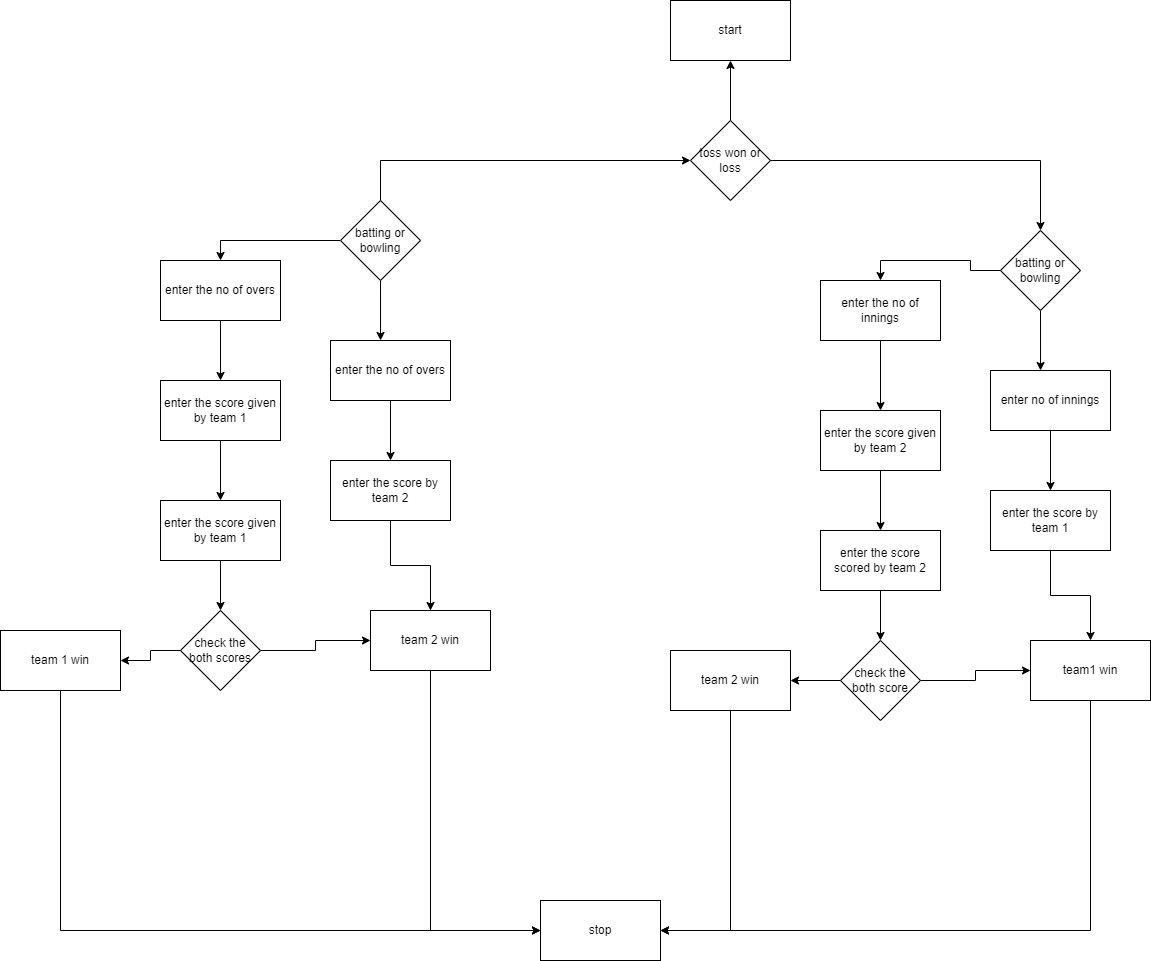 start
toss won or
loss
batting or
bowling
batting or
bowling
enter the no of overs
enter the no of
innings
enter the no of overs
enter no of innings
enter the score given
by team 1
enter the score given
by team 2
enter the score by
team 2
enter the score by
team 1
enter the score given
by team 1
enter the score
scored by team 2
team 1 win
check the
both scores
team 2 win
team 2 win
check the
both score
team1 win
stop